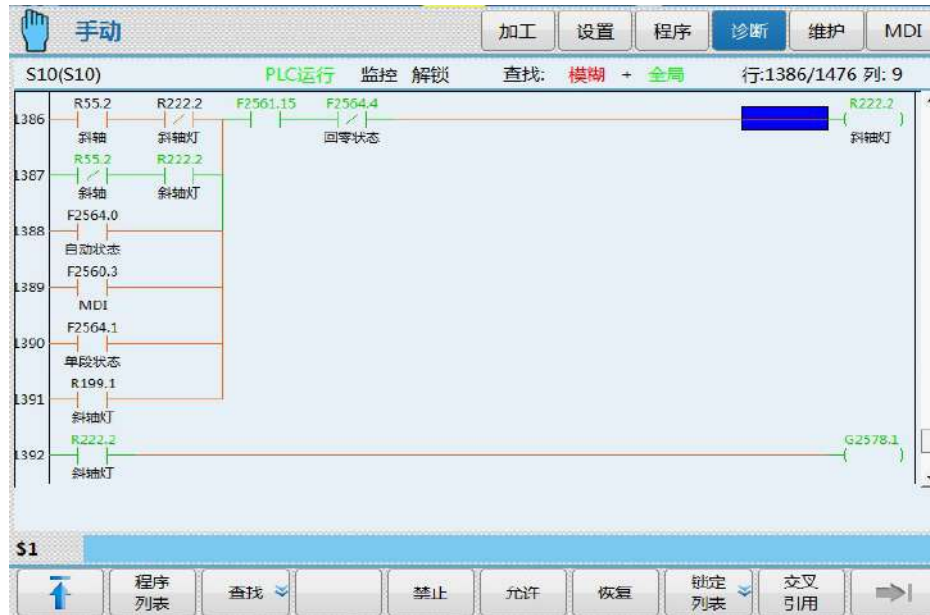 手动 加工 设置 程序 诊断 维护 MDI
S10(S10) PLC运行 监控 解锁 查找: 模糊 + 全局 行:1386/1476 列: 9
R55.2 R222.2 F2561.15 F2564.4 R222.2
1386
斜轴 斜轴灯 回零状态 斜轴灯
R55.2 R222.2
1387
斜轴 斜轴灯
F2564.0
1388
自动状态
F2560.3
1389
MDI
F2564.1
1390
单段状态
R199.1
1391
斜轴灯
R222.2 G2578.1
1392
斜轴灯
$1
程序 锁定 交叉
查找 禁止 允许 恢复
列表 列表 引用